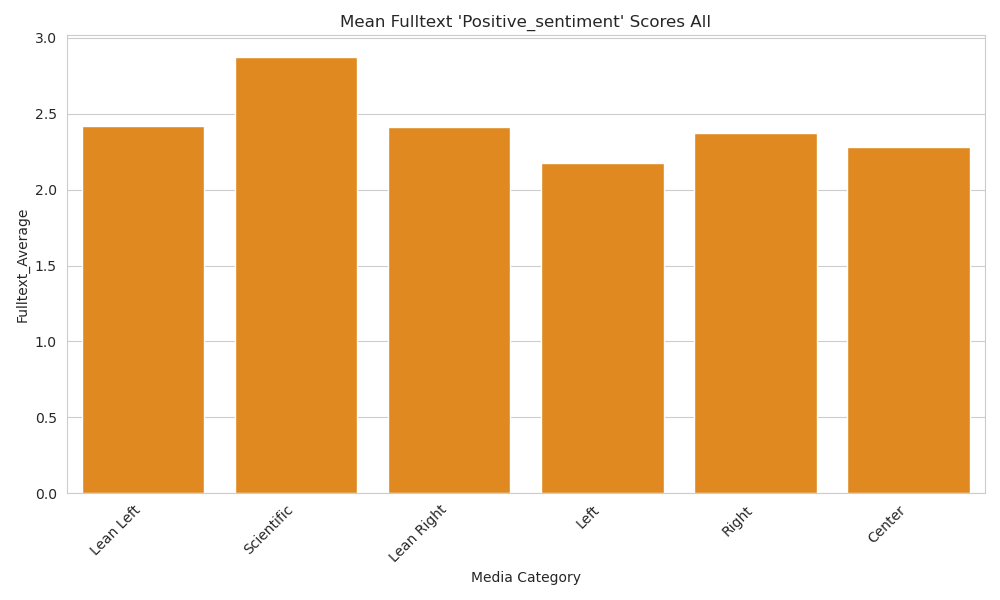 Mean Fulltext 'Positive_sentiment' Scores All
3.0
2.5
2.0
1.5
1.0
0.5
0.0
Fulltext_Average
Lean Left
Scientific
Lean Right
Left
Right
Center
Media Category